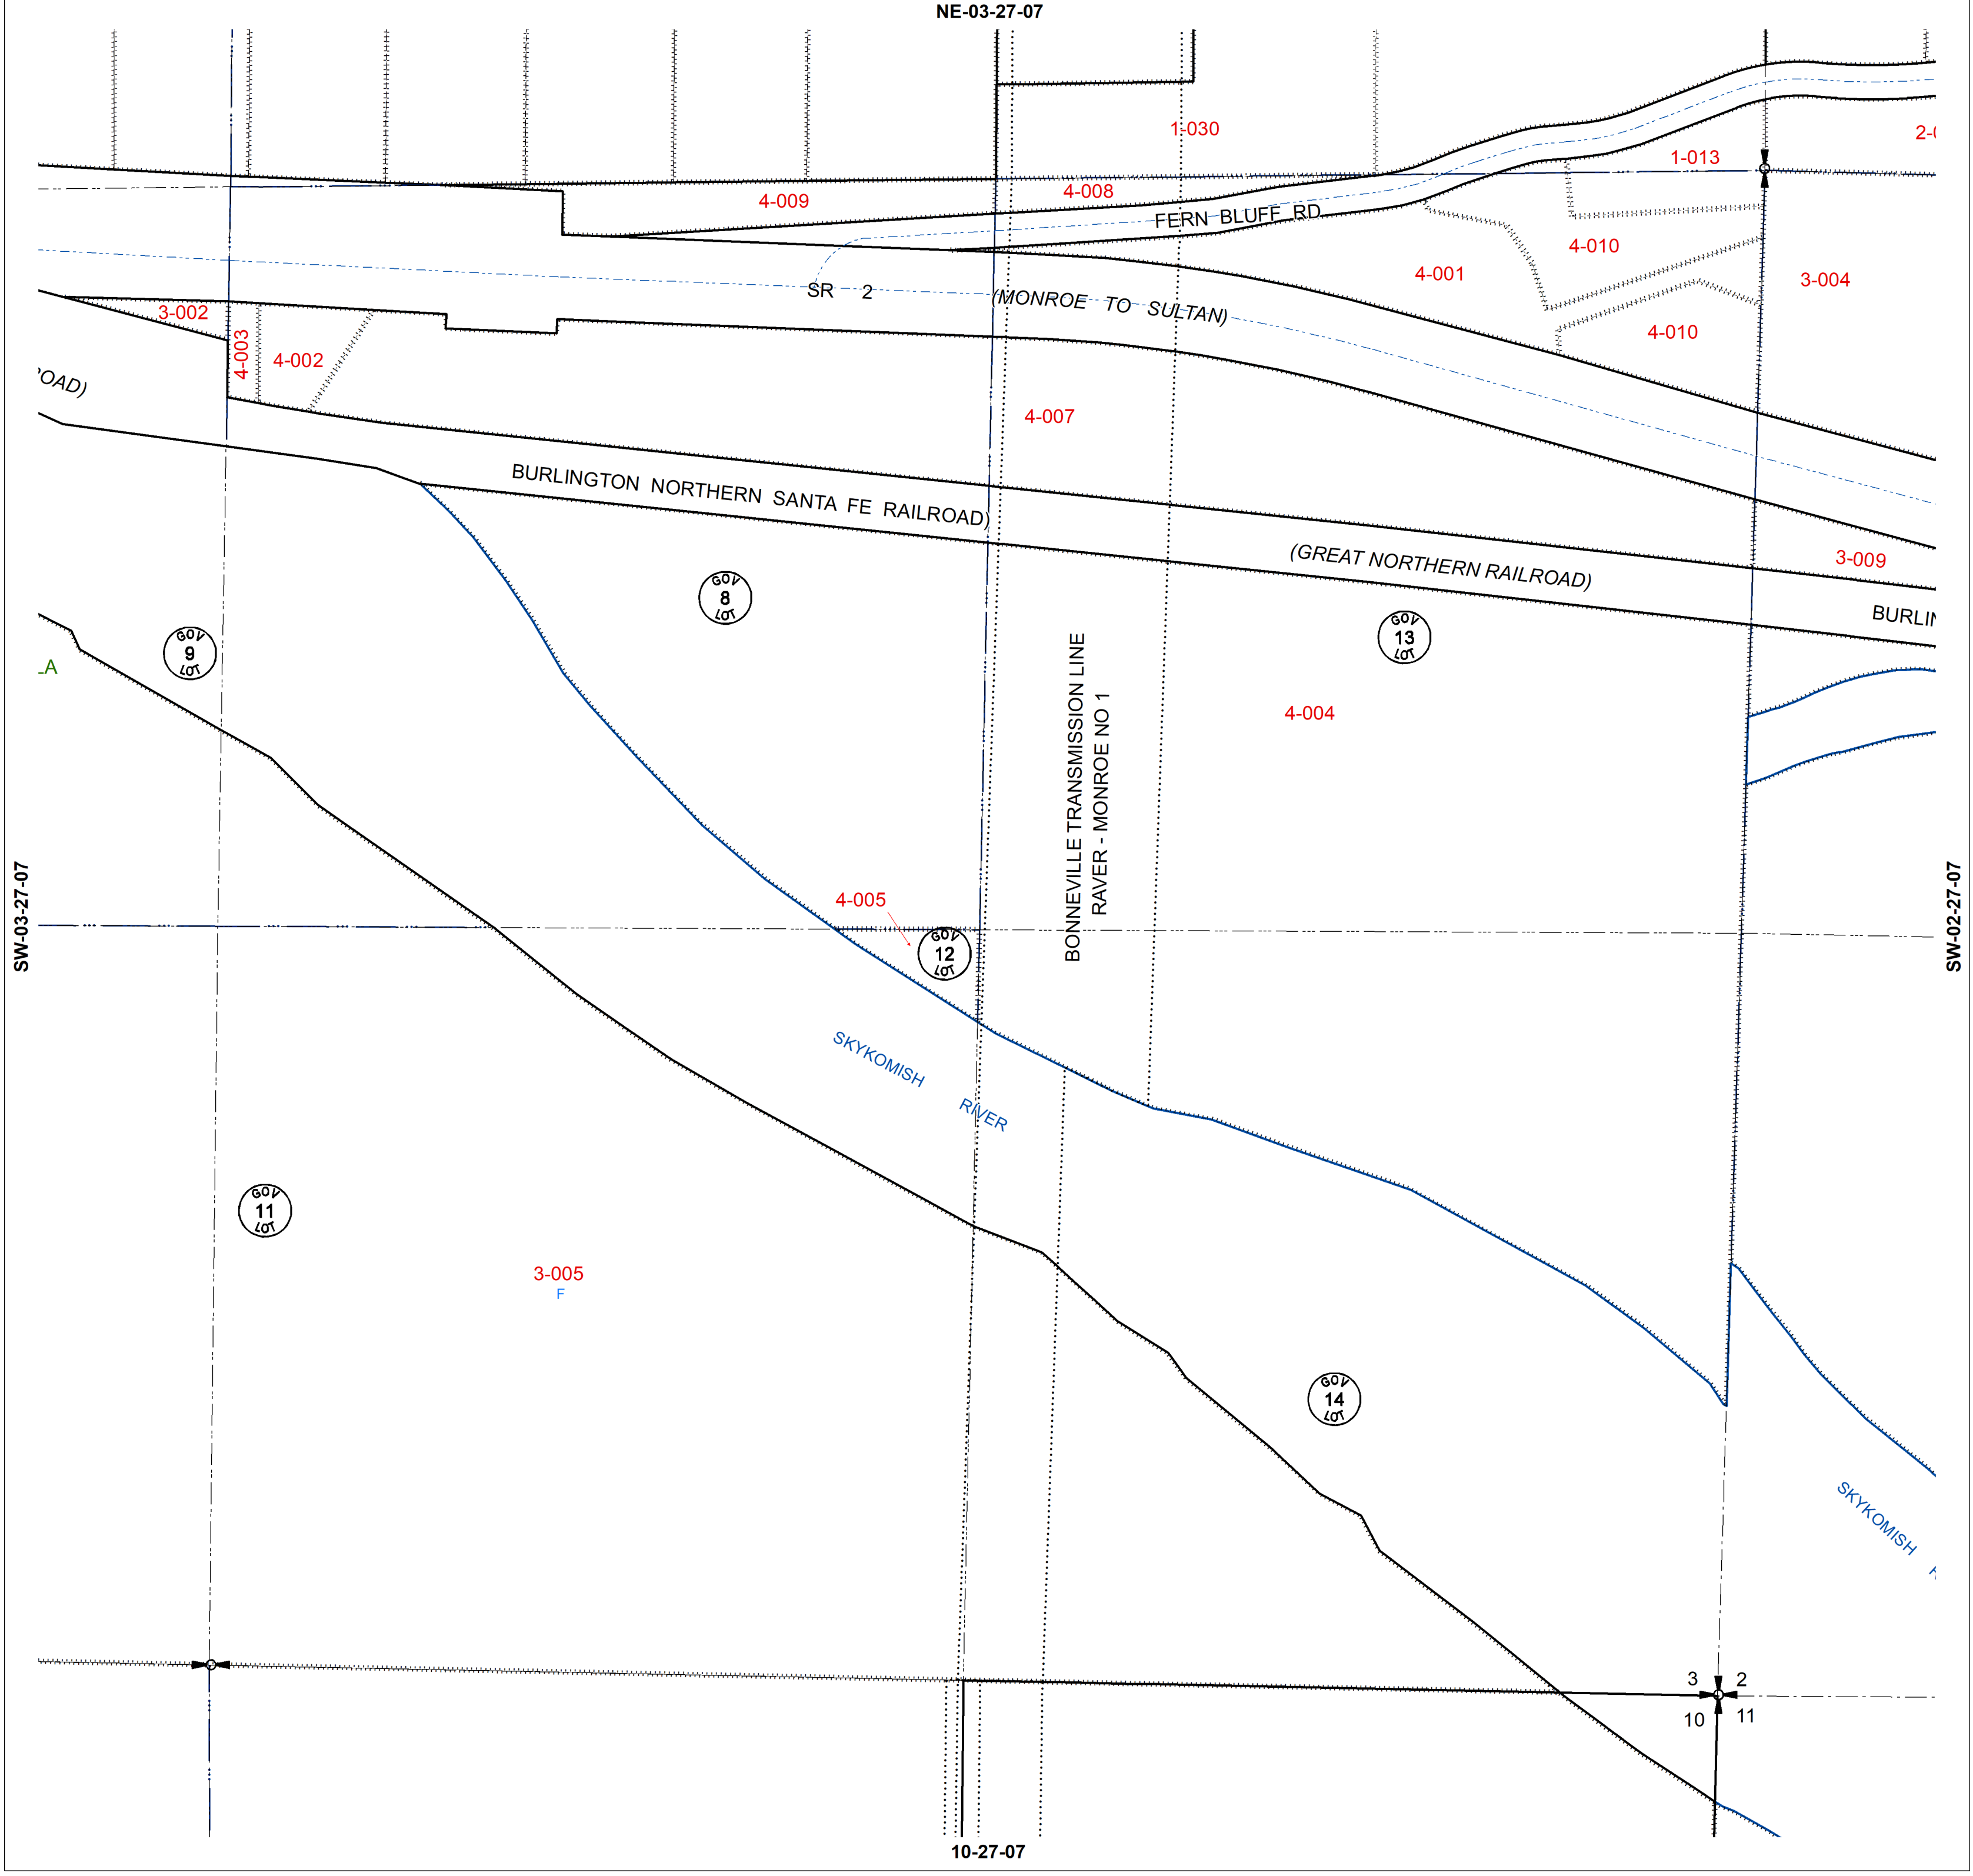 NE-03-27-07
1-030
2-0
1-013
4-009
4-008
FERN BLUFF RD
4-010
4-001
3-004
SR 2
(MONROE TO SULTAN)
3-002
4-003
4-002
4-010
OAD)
4-007
BURLINGTON NORTHERN SANTA FE RAILROAD)
(GREAT NORTHERN RAILROAD)
3-009
BURLIN
GOV
8
LOT
GOV
13
LOT
GOV
9
LOT
LA
4-004
BONNEVILLE TRANSMISSION LINE
RAVER - MONROE NO 1
4-005
GOV
12
LOT
SW-03-27-07
SW-02-27-07
SKYKOMISH
RIVER
GOV
11
LOT
3-005
F
GOV
14
LOT
SKYKOMISH
3 2
10 11
10-27-07